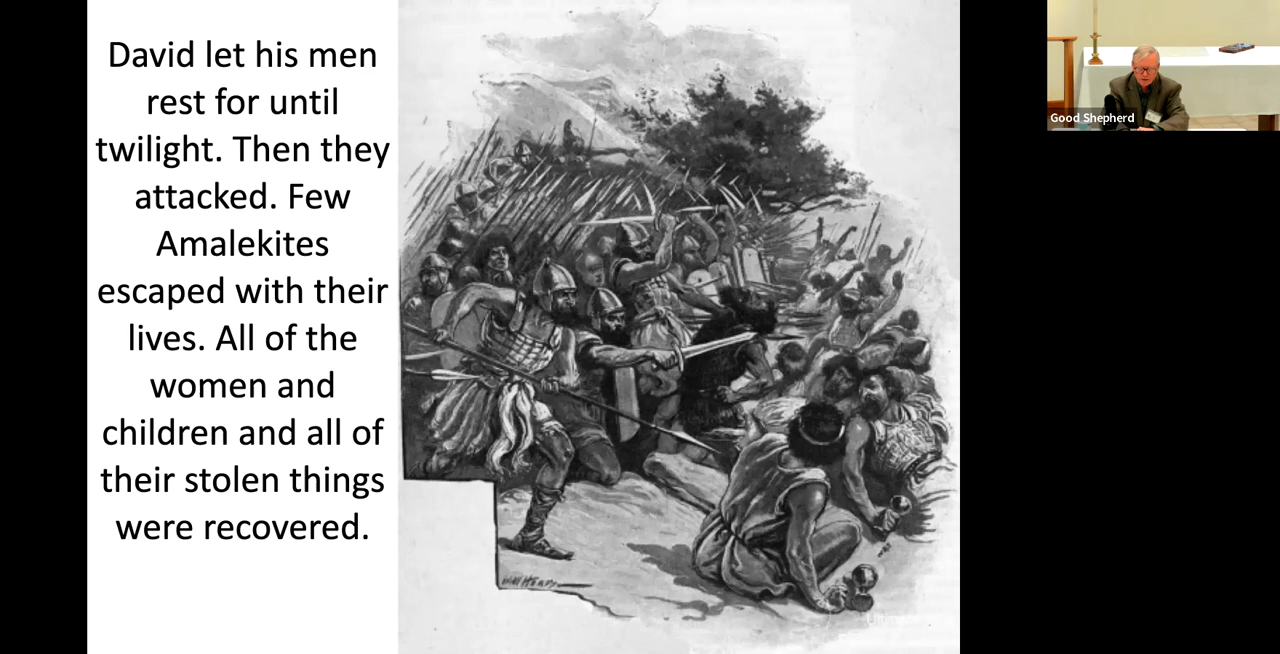 David let his men
rest for until
twilight. Then they
attacked. Few
Amalekites
escaped with their
lives. All of the
women and
children and all of
their stolen things
were recovered.
Good Shepherd